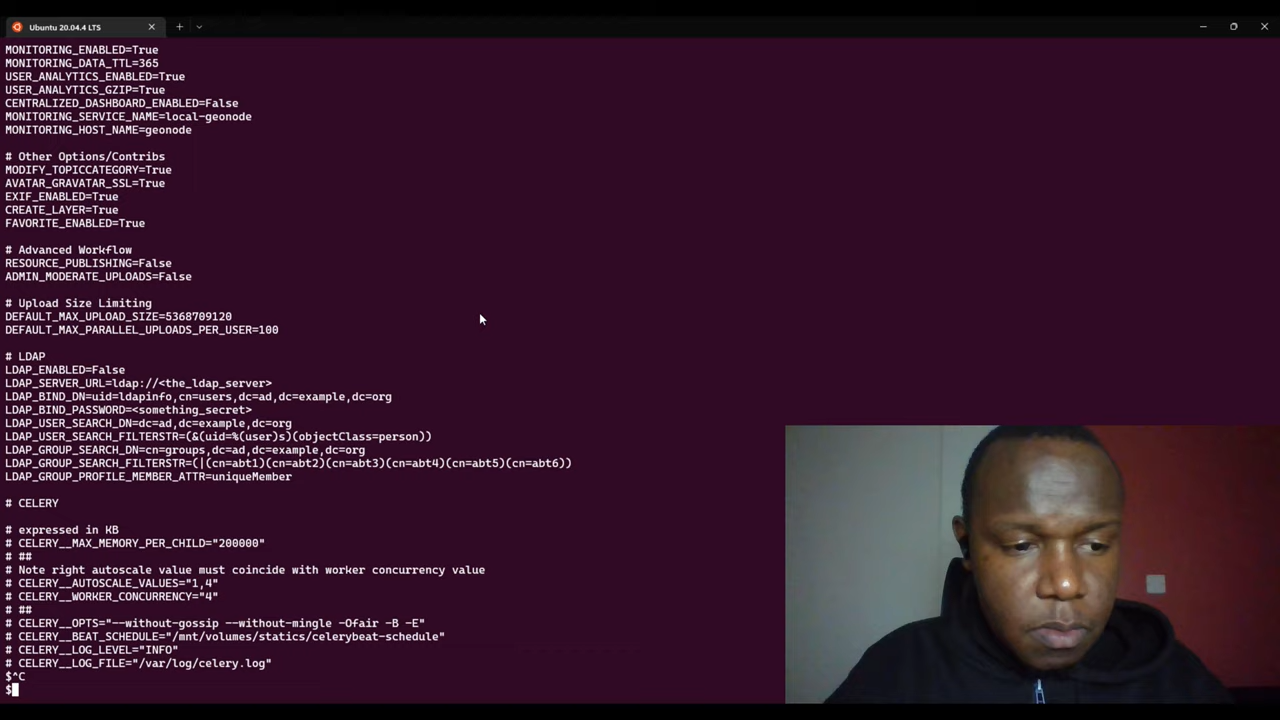 Ubuntu 20.04.4 LTS
MONITORING_ENABLED=True
MONITORING_DATA_TTL=365
USER_ANALYTICS_ENABLED=True
USER_ANALYTICS_GZIP=True
CENTRALIZED_DASHBOARD_ENABLED=False
MONITORING_SERVICE_NAME=local-geonode
MONITORING_HOST_NAME=geonode
# Other Options/Contribs
MODIFY_TOPICCATEGORY=True
AVATAR_GRAVATAR_SSL=True
EXIF_ENABLED=True
CREATE_LAYER=True
FAVORITE_ENABLED=True
# Advanced Workflow
RESOURCE_PUBLISHING=False
ADMIN_MODERATE_UPLOADS=False
# Upload Size Limiting
DEFAULT_MAX_UPLOAD_SIZE=5368709120
DEFAULT_MAX_PARALLEL_UPLOADS_PER_USER=100
# LDAP
LDAP_ENABLED=False
LDAP_SERVER_URL=ldap://<the_ldap_server>
LDAP_BIND_DN=uid=ldapinfo,cn=users,dc=ad,dc=example,dc=org
LDAP_BIND_PASSWORD=<something_secret>
LDAP_USER_SEARCH_DN=dc=ad,dc=example,dc=org
LDAP_USER_SEARCH_FILTERSTR=(&(uid=%(user)s)(objectClass=person))
LDAP_GROUP_SEARCH_DN=cn=groups,dc=ad,dc=example,dc=org
LDAP_GROUP_SEARCH_FILTERSTR=(|(cn=abt1)(cn=abt2)(cn=abt3)(cn=abt4)(cn=abt5)(cn=abt6))
LDAP_GROUP_PROFILE_MEMBER_ATTR=uniqueMember
# CELERY
# expressed in KB
# CELERY__MAX_MEMORY_PER_CHILD="200000"
# ##
# Note right autoscale value must coincide with worker concurrency value
# CELERY__AUTOSCALE_VALUES="1,4"
# CELERY__WORKER_CONCURRENCY="4"
# ##
# CELERY__OPTS="--without-gossip --without-mingle -Ofair -B -E"
# CELERY__BEAT_SCHEDULE="/mnt/volumes/statics/celerybeat-schedule"
# CELERY__LOG_LEVEL="INFO"
# CELERY__LOG_FILE="/var/log/celery.log"
$^C
$